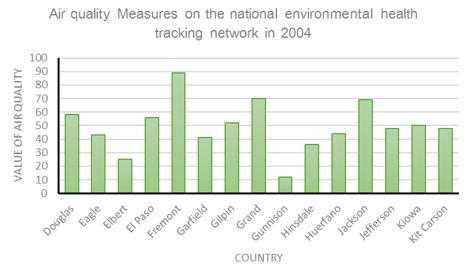 Air quality Measures on the national environmental health
tracking network in 2004
VALUE OF AIR QUALITY
100
90
80
70
60
50
40
30
20
10
0
Douglas
Eagle
Elbert
El Paso
Fremont
Garfield
Gilpin
Grand
Gunnison
Hinsdale
Huerfano
Jackson
Jefferson
Kiowa
Kit Carson
COUNTRY